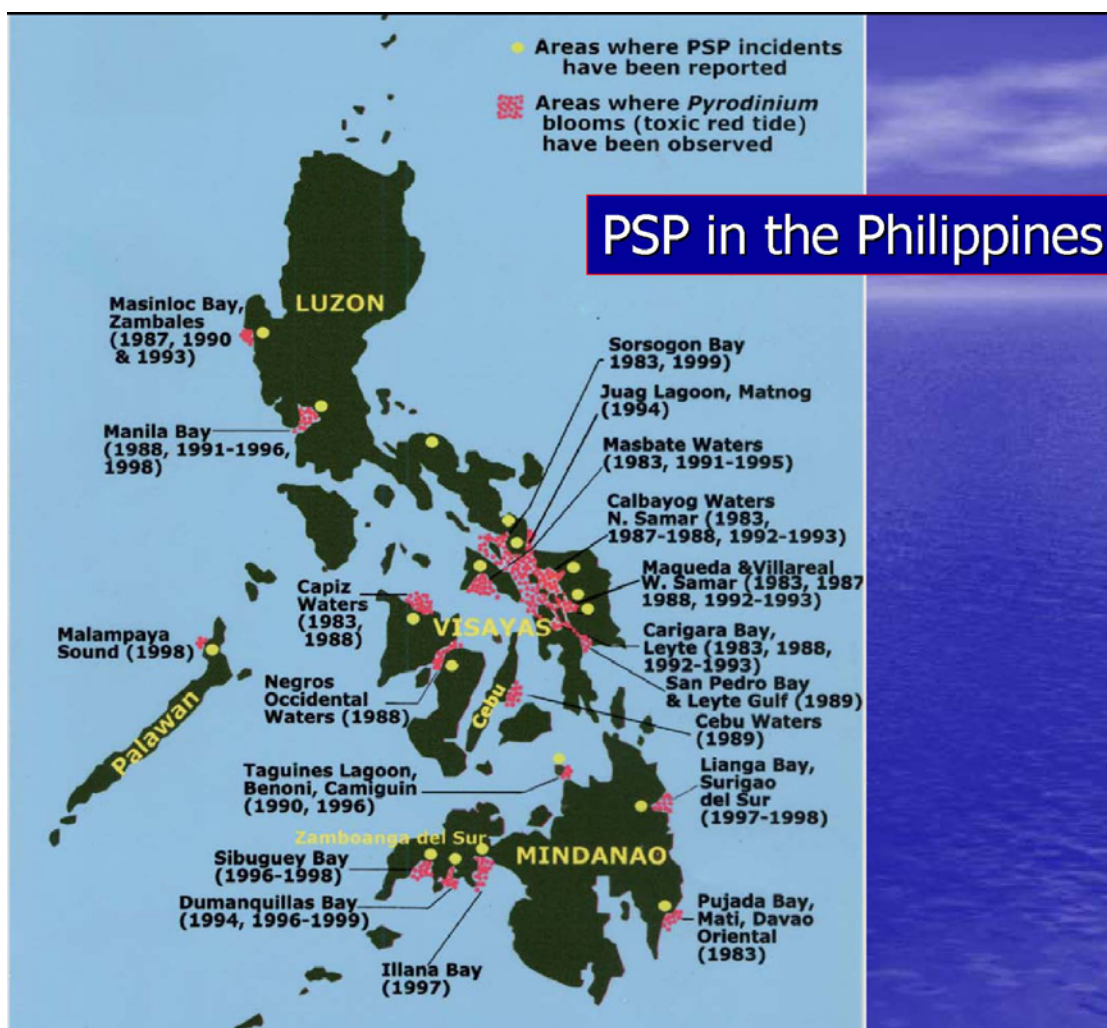 Areas where PSP incidents
have been reported
Areas where Pyrodinium
blooms (toxic red tide)
have been observed
PSP in the Philippines
LUZON
Masinloc Bay,
Zambales
(1987, 1990
& 1993)
Manila Bay
(1988, 1991-1996,
1998)
Sorsogon Bay
1983, 1999)
Juag Lagoon, Matnog
(1994)
Masbate Waters
(1983, 1991-1995)
Calbayog Waters
N. Samar (1983,
1987-1988, 1992-1993)
Maqueda &Villareal
W. Samar (1983, 1987
1988, 1992-1993)
Capiz
Waters
(1983,
1988)
VISAYAS
Malampaya
Sound (1998)
Carigara Bay,
Leyte (1983, 1988,
1992-1993)
San Pedro Bay
& Leyte Gulf (1989)
Negros
Occidental
Waters (1988)
Cebu
Cebu Waters
(1989)
Palawan
Taguines Lagoon,
Benoni, Camiguin
(1990, 1996)
Lianga Bay,
Surigao
del Sur
(1997-1998)
Zamboanga del Sur
MINDANAO
Sibuguey Bay
(1996-1998)
Dumanquillas Bay
(1994, 1996-1999)
Pujada Bay,
Mati, Davao
Oriental
(1983)
Illana Bay
(1997)